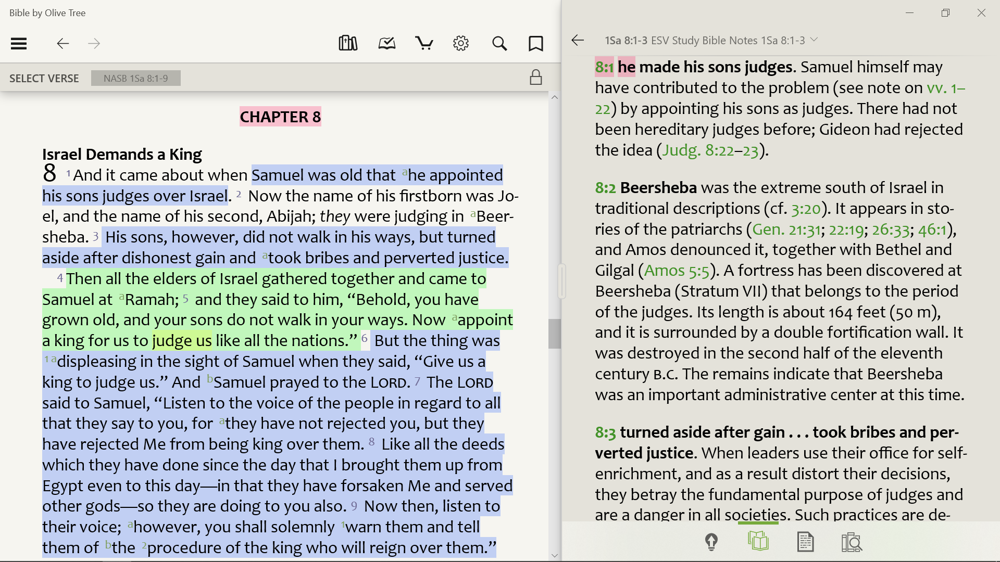 Bible by Olive Tree
SELECT VERSE
NASB 1Sa 8:1-9
CHAPTER 8
Israel Demands a King
8 1 And it came about when Samuel was old that a he appointed
his sons judges over Israel. 2 Now the name of his firstborn was Jo-
el, and the name of his second, Abijah; they were judging in a Beer-
sheba. 3 His sons, however, did not walk in his ways, but turned
aside after dishonest gain and a took bribes and perverted justice.
4 Then all the elders of Israel gathered together and came to
Samuel at a Ramah; 5 and they said to him, “Behold, you have
grown old, and your sons do not walk in your ways. Now a appoint
a king for us to judge us like all the nations.” 6 But the thing was
1 a displeasing in the sight of Samuel when they said, “Give us a
king to judge us.” And b Samuel prayed to the LORD. 7 The LORD
said to Samuel, “Listen to the voice of the people in regard to all
that they say to you, for a they have not rejected you, but they
have rejected Me from being king over them. 8 Like all the deeds
which they have done since the day that I brought them up from
Egypt even to this day—in that they have forsaken Me and served
other gods—so they are doing to you also. 9 Now then, listen to
their voice; a however, you shall solemnly 1 warn them and tell
them of b the 2 procedure of the king who will reign over them.”
1Sa 8:1-3 ESV Study Bible Notes 1Sa 8:1-3
8:1 he made his sons judges. Samuel himself may
have contributed to the problem (see note on vv. 1–
22) by appointing his sons as judges. There had not
been hereditary judges before; Gideon had rejected
the idea (Judg. 8:22–23).
8:2 Beersheba was the extreme south of Israel in
traditional descriptions (cf. 3:20). It appears in sto-
ries of the patriarchs (Gen. 21:31; 22:19; 26:33; 46:1),
and Amos denounced it, together with Bethel and
Gilgal (Amos 5:5). A fortress has been discovered at
Beersheba (Stratum VII) that belongs to the period
of the judges. Its length is about 164 feet (50 m),
and it is surrounded by a double fortification wall. It
was destroyed in the second half of the eleventh
century B.C. The remains indicate that Beersheba
was an important administrative center at this time.
8:3 turned aside after gain . . . took bribes and per-
verted justice. When leaders use their office for self-
enrichment, and as a result distort their decisions,
they betray the fundamental purpose of judges and
are a danger in all societies. Such practices are de-